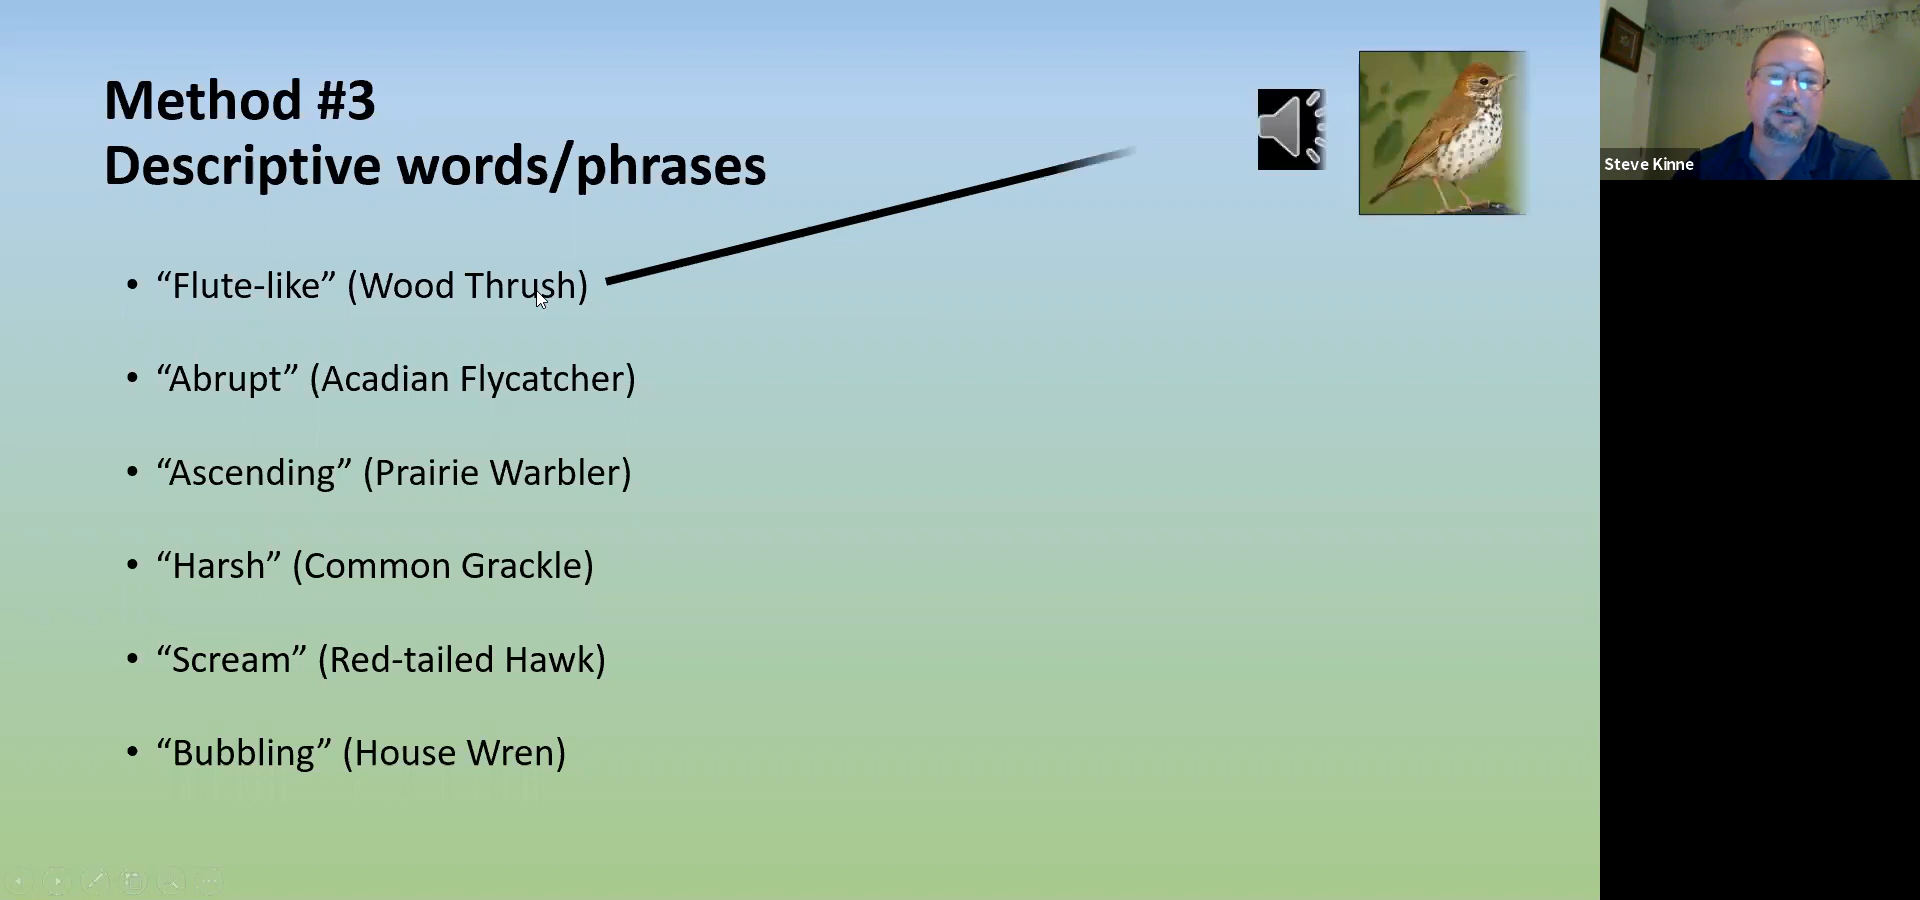 Method #3
Descriptive words/phrases
• “Flute-like” (Wood Thrush)
• “Abrupt” (Acadian Flycatcher)
• “Ascending” (Prairie Warbler)
• “Harsh” (Common Grackle)
• “Scream” (Red-tailed Hawk)
• “Bubbling” (House Wren)
Steve Kinne